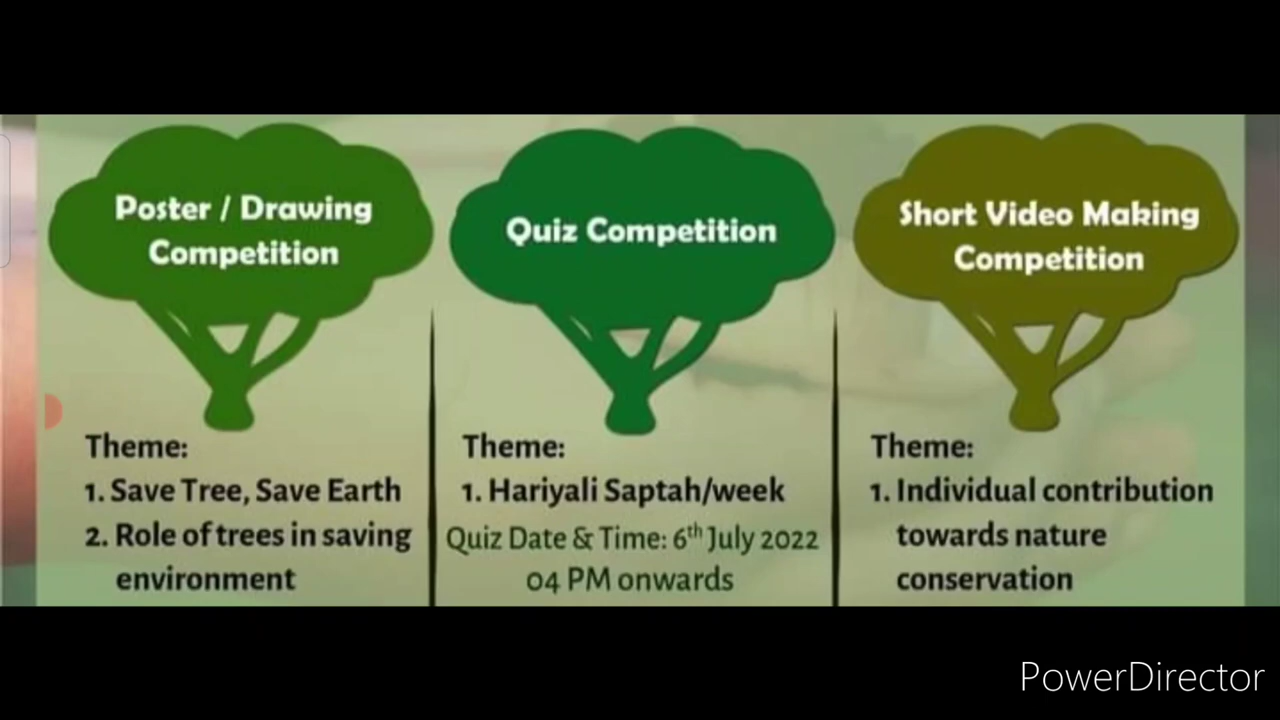 Poster / Drawing
Competition
Theme:
1. Save Tree, Save Earth
2. Role of trees in saving
environment
Quiz Competition
Theme:
1. Hariyali Saptah/week
Quiz Date & Time: 6th July 2022
04 PM onwards
Short Video Making
Competition
Theme:
1. Individual contribution
towards nature
conservation
PowerDirector